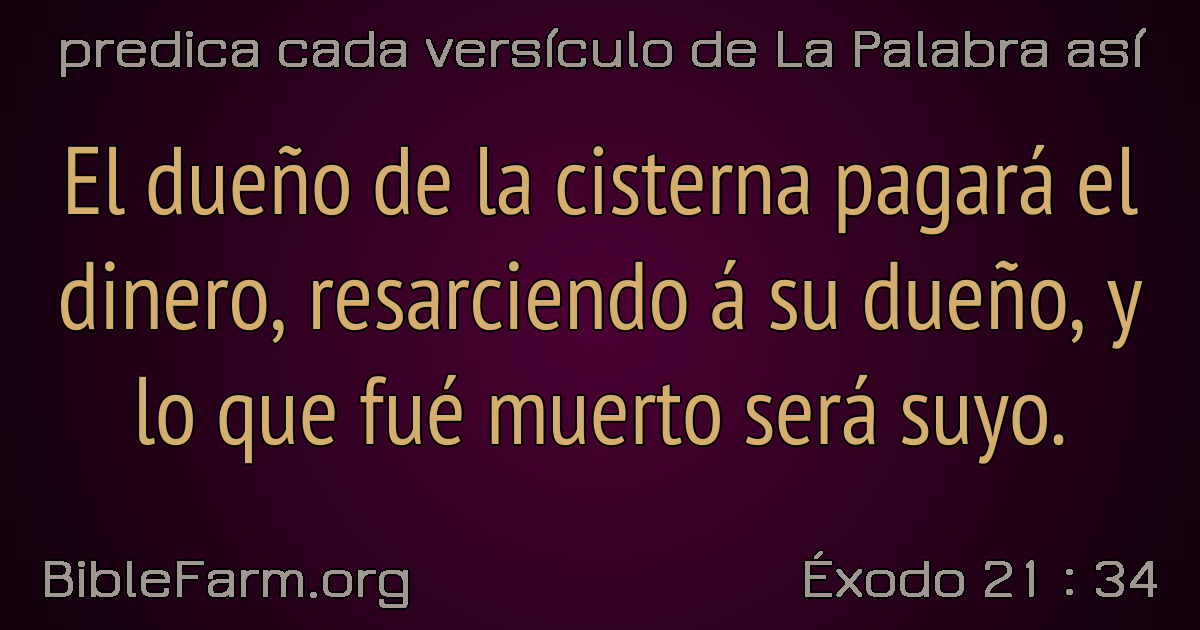 predica cada versículo de La Palabra así
El dueño de la cisterna pagará el
dinero, resarciendo á su dueño, y
lo que fué muerto será suyo.
BibleFarm.org
Éxodo 21 : 34